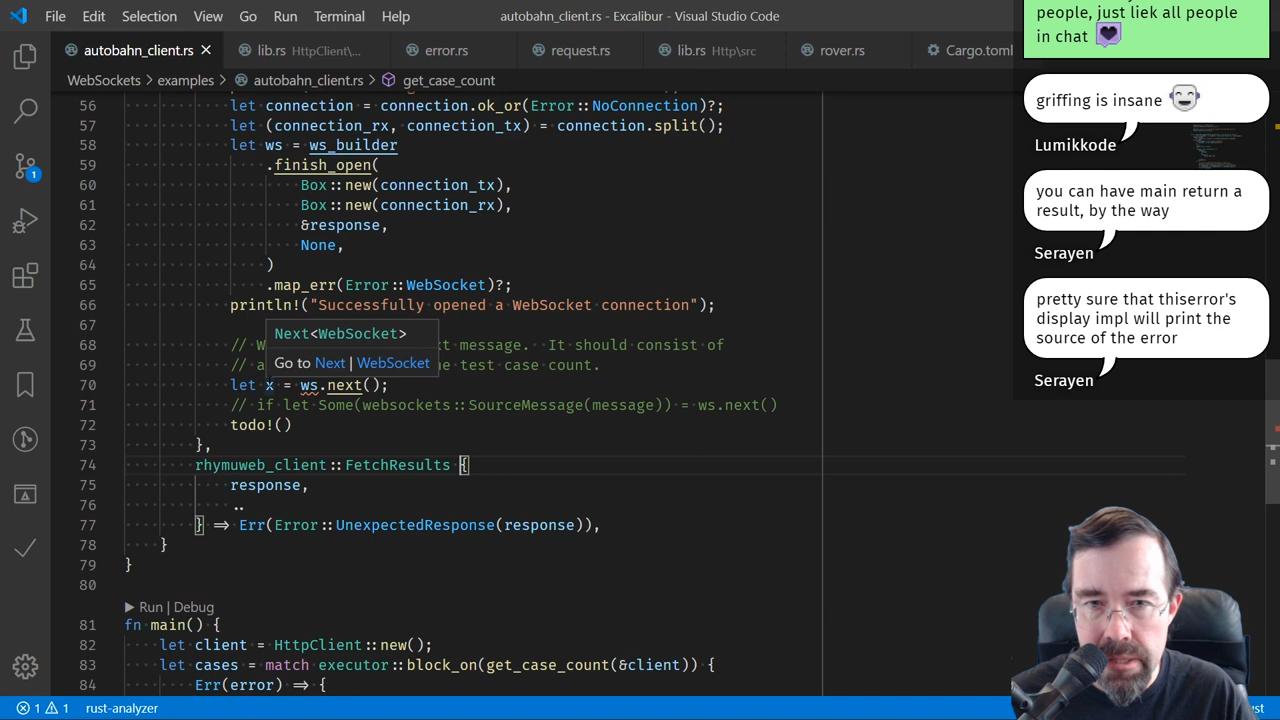 File Edit Selection View Go Run Terminal Help autobahn_client.rs - Excalibur - Visual Studio Code
autobahn_client.rs lib.rs HttpClient\... error.rs request.rs lib.rs Http\src rover.rs Cargo.toml
WebSockets > examples > autobahn_client.rs > get_case_count
56 let connection = connection.ok_or(Error::NoConnection)?;
57 let (connection_rx, connection_tx) = connection.split();
58 let ws = ws_builder
59 .finish_open(
60 Box::new(connection_tx),
61 Box::new(connection_rx),
62 &response,
63 None,
64 )
65 .map_err(Error::WebSocket)?;
66 println!("Successfully opened a WebSocket connection");
67
Next<WebSocket>
68 // W t message. It should consist of
Go to Next | WebSocket
69 // a e test case count.
70 let x = ws.next();
71 // if let Some(websockets::SourceMessage(message)) = ws.next()
72 todo!()
73 },
74 rhymuweb_client::FetchResults {
75 response,
76 ..
77 } => Err(Error::UnexpectedResponse(response)),
78 }
79 }
80
Run | Debug
81 fn main() {
82 let client = HttpClient::new();
83 let cases = match executor::block_on(get_case_count(&client)) {
84 Err(error) => {
1 1 rust-analyzer
people, just liek all people
in chat
griffing is insane
Lumikkode
you can have main return a
result, by the way
Serayen
pretty sure that thiserror's
display impl will print the
source of the error
Serayen
1